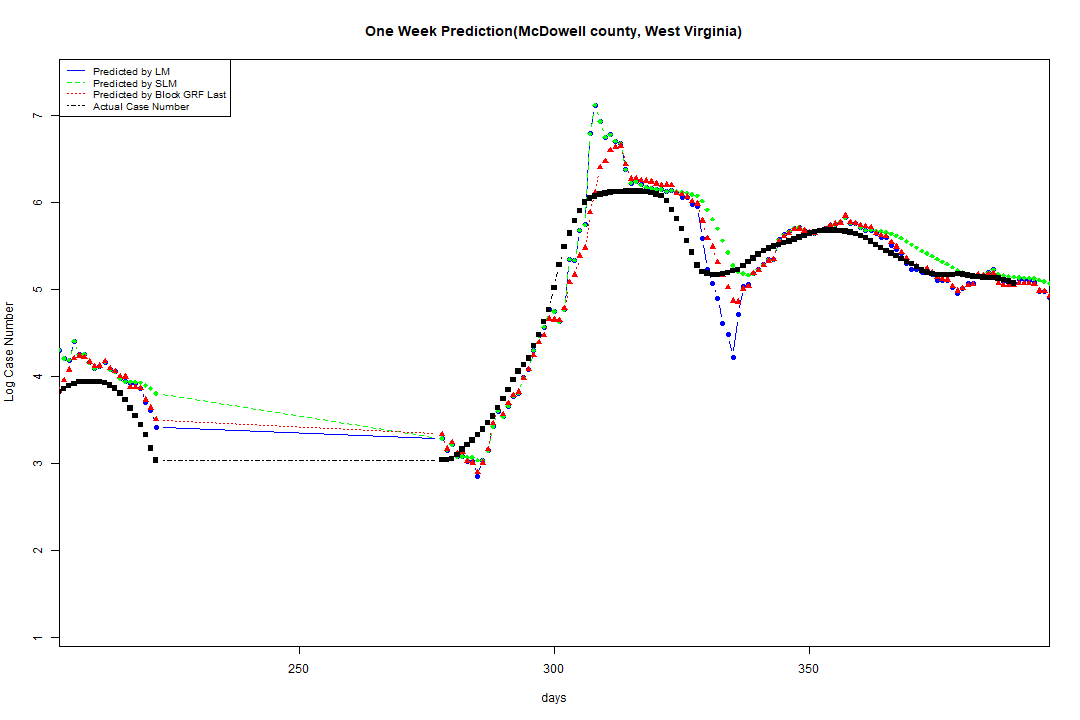 One Week Prediction(McDowell county, West Virginia)
Predicted by LM
Predicted by SLM
Predicted by Block GRF Last
Actual Case Number
7
6
5
4
3
2
1
Log Case Number
250
300
350
days